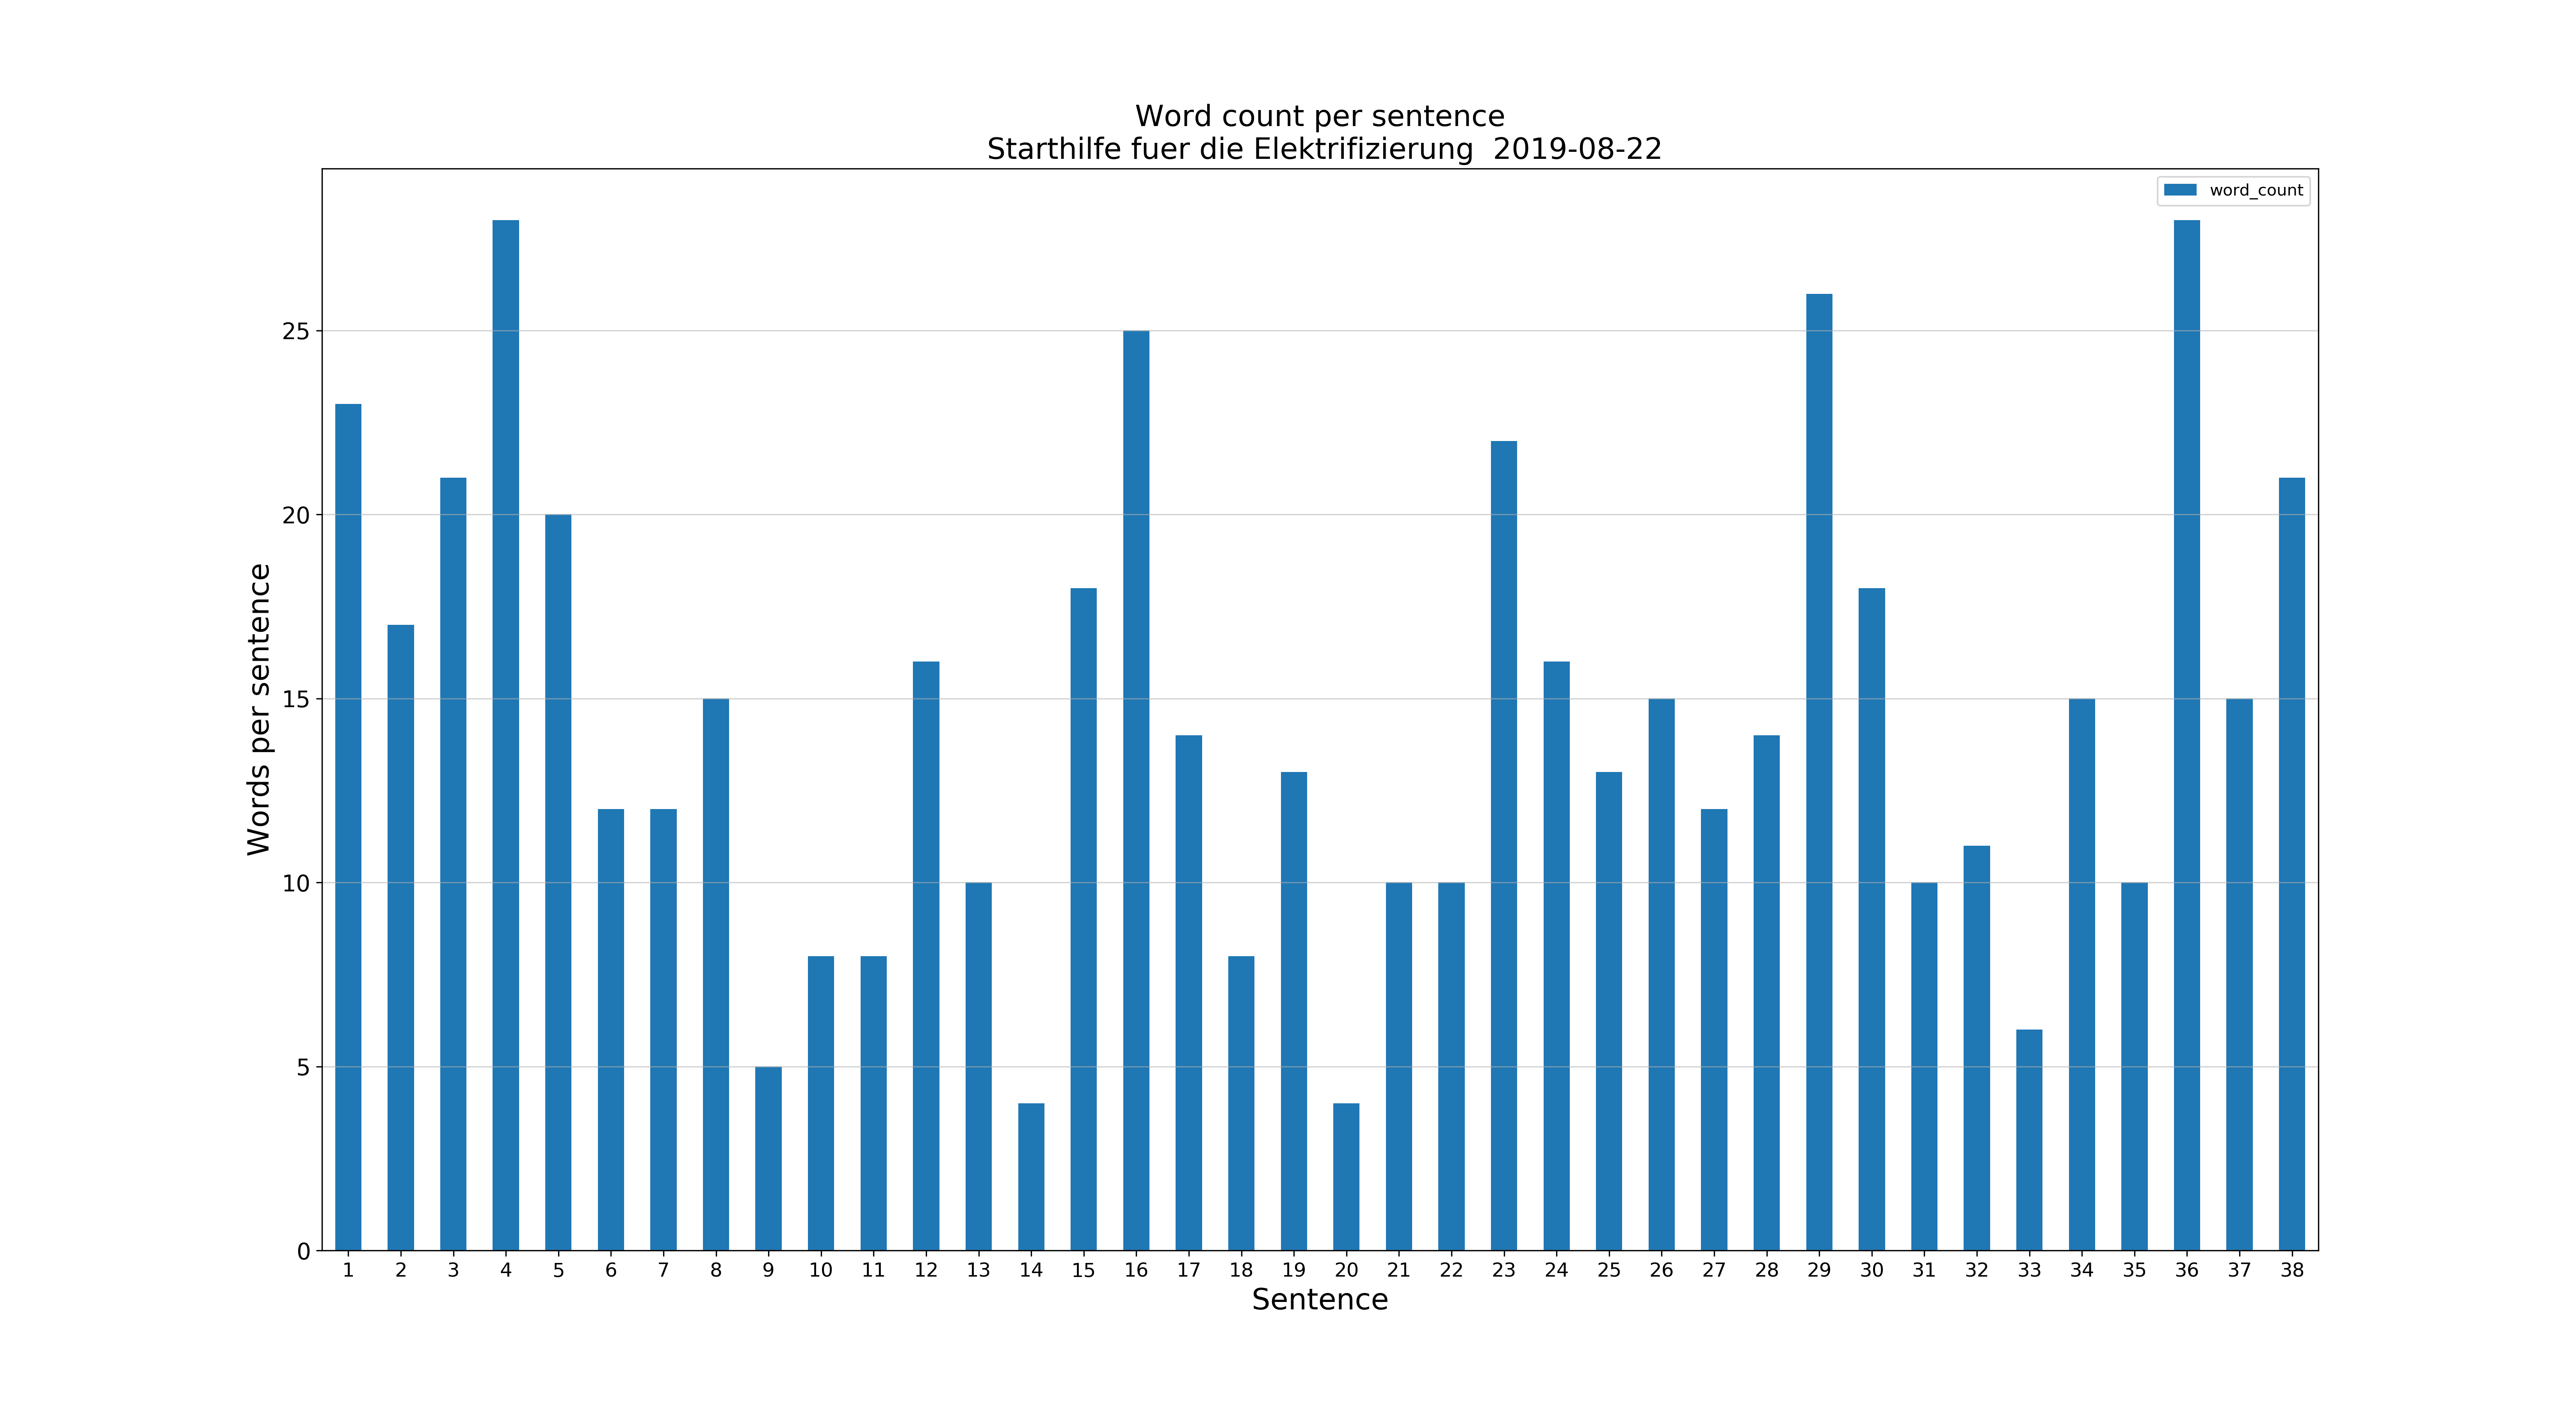 Word count per sentence
Starthilfe fuer die Elektrifizierung  2019-08-22
word_count
25
20
15
10
5
0
Words per sentence
1 2 3 4 5 6 7 8 9 10 11 12 13 14 15 16 17 18 19 20 21 22 23 24 25 26 27 28 29 30 31 32 33 34 35 36 37 38
Sentence